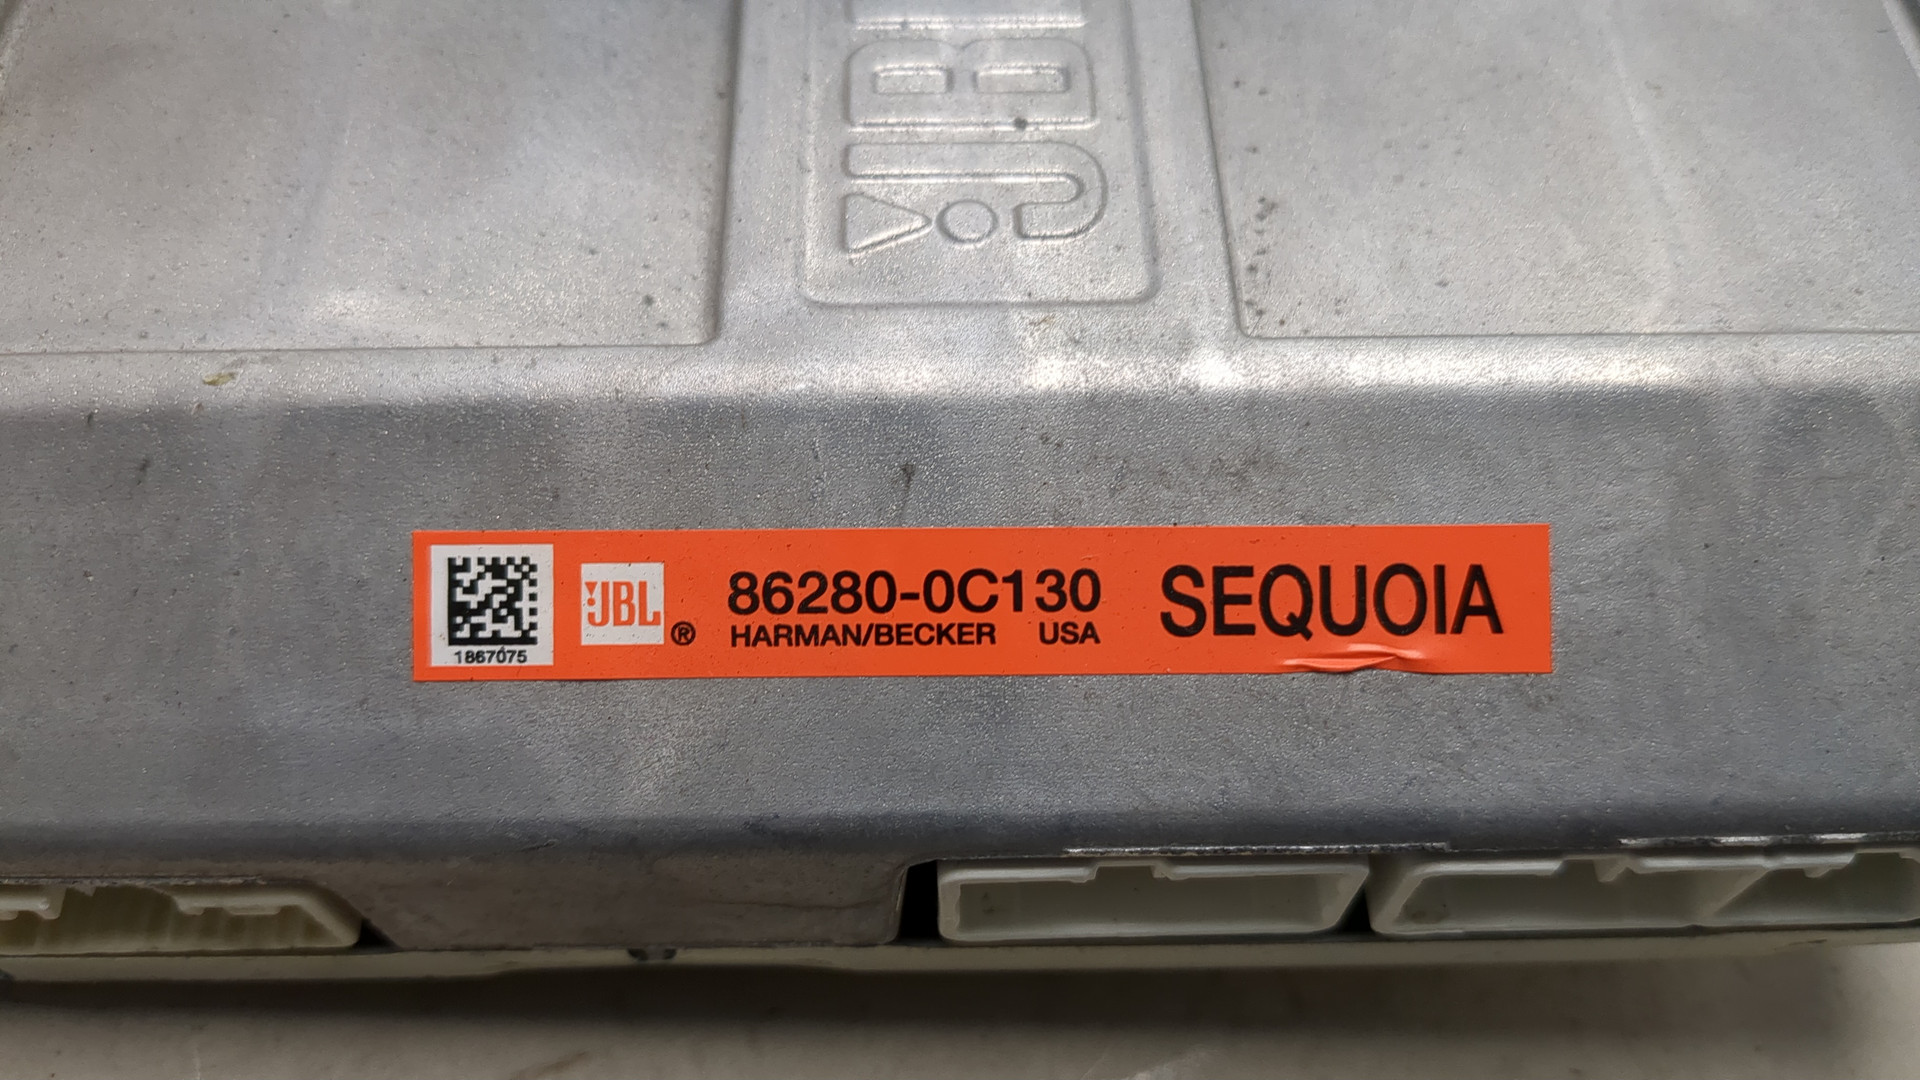 JBL
1867075
JBL ®
86280-0C130
HARMAN/BECKER USA
SEQUOIA